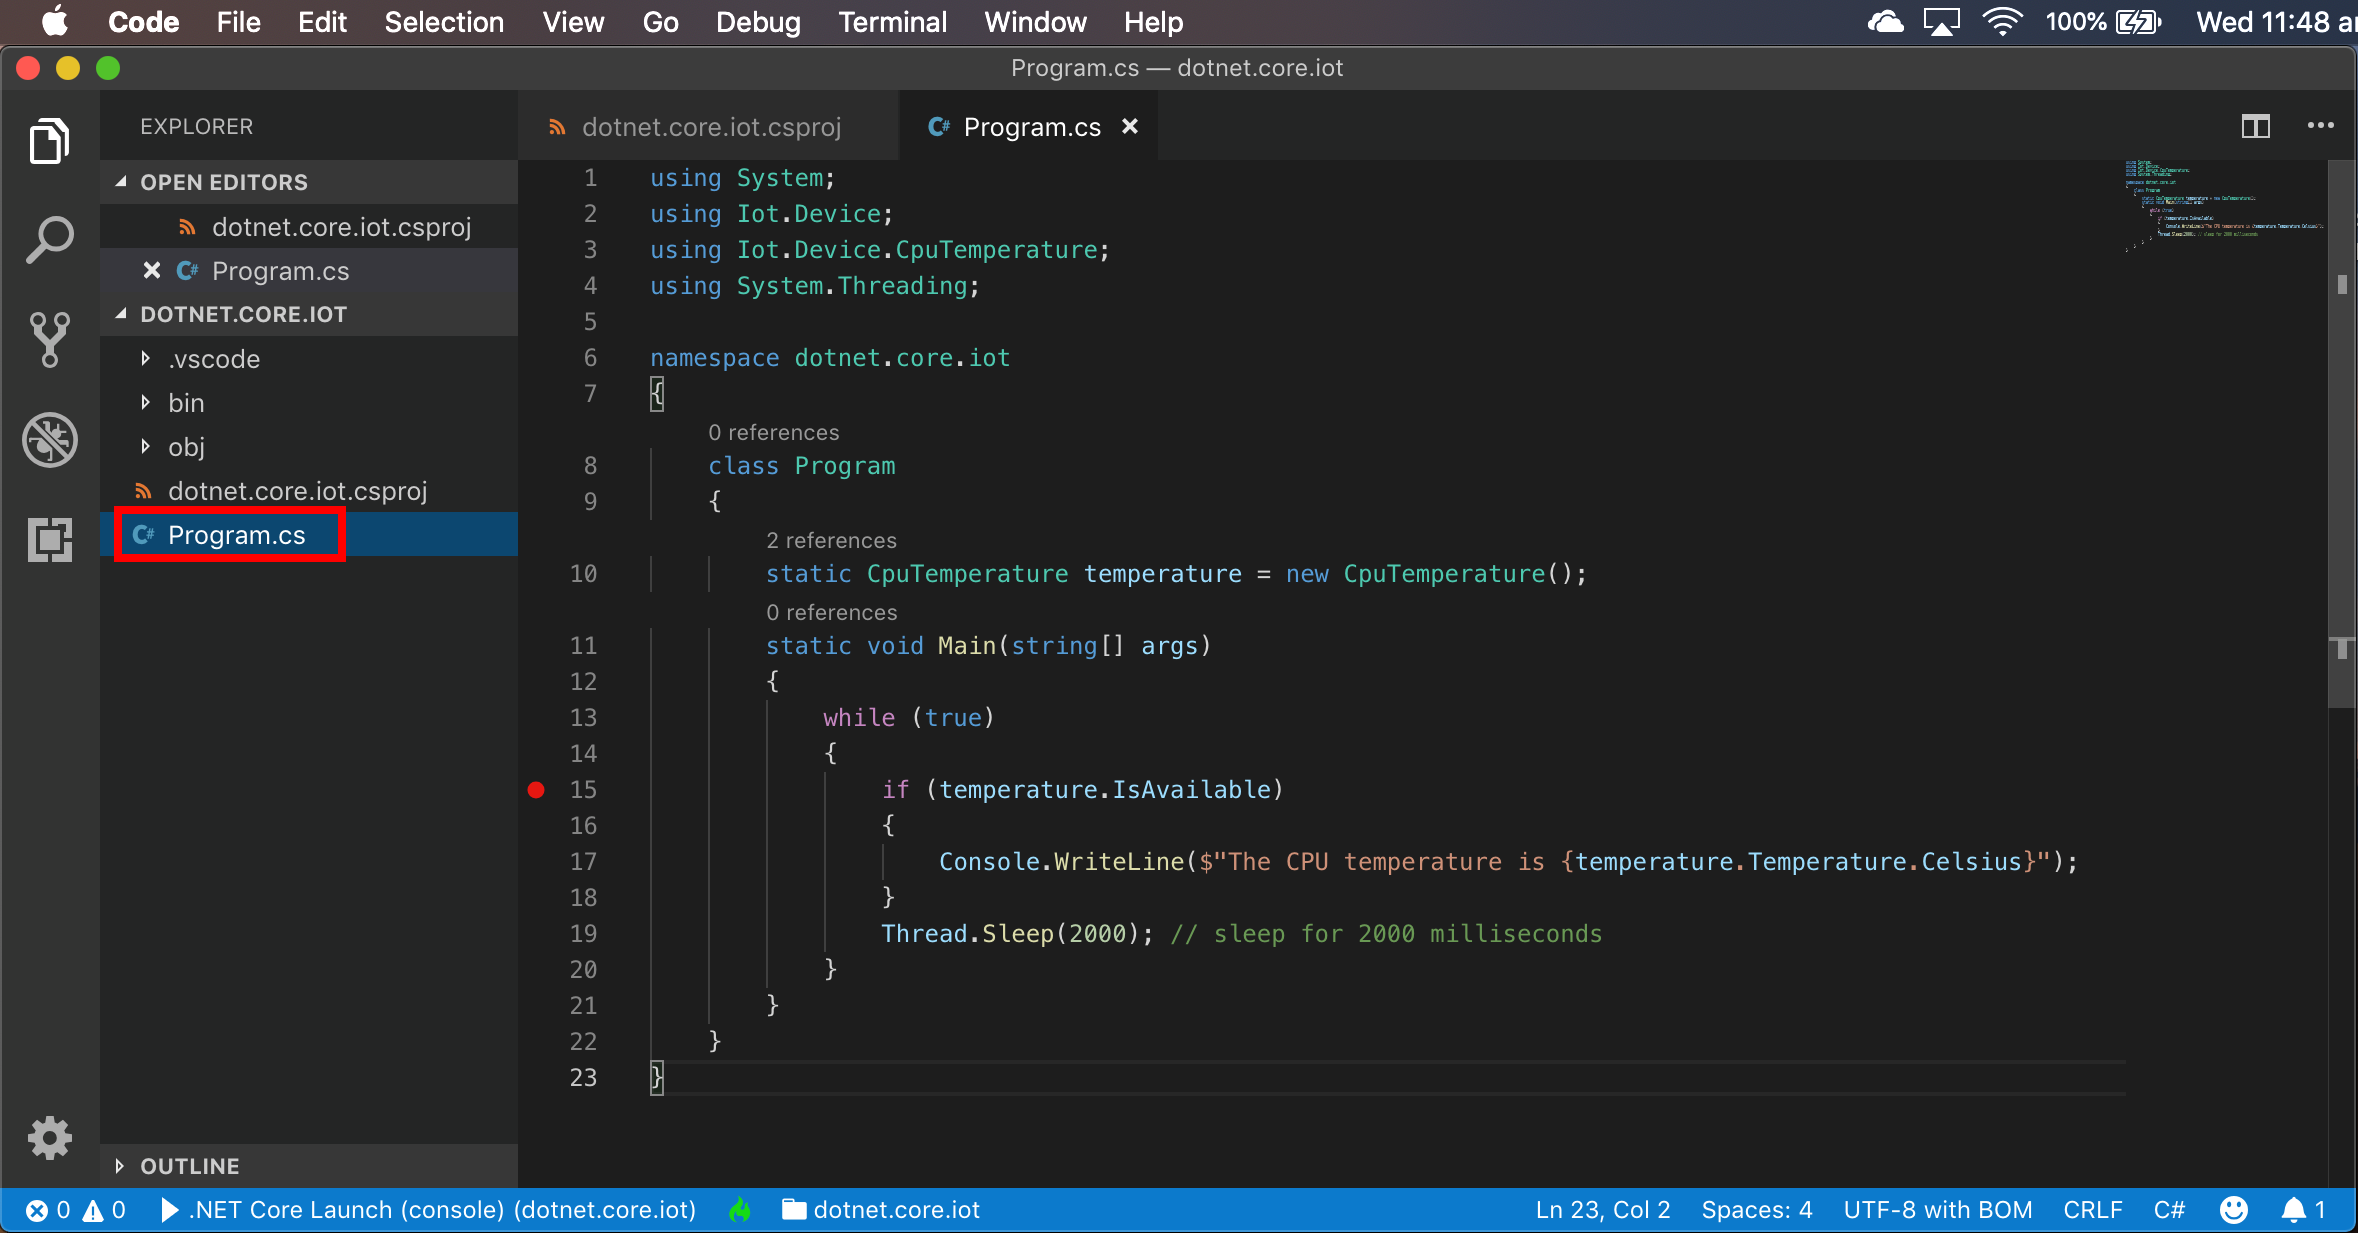 Code File Edit Selection View Go Debug Terminal Window Help 100% Wed 11:48
Program.cs — dotnet.core.iot
EXPLORER
OPEN EDITORS
dotnet.core.iot.csproj
Program.cs
DOTNET.CORE.IOT
.vscode
bin
obj
dotnet.core.iot.csproj
C# Program.cs
OUTLINE
dotnet.core.iot.csproj C# Program.cs
1 using System;
2 using Iot.Device;
3 using Iot.Device.CpuTemperature;
4 using System.Threading;
5
6 namespace dotnet.core.iot
7 {
0 references
8 class Program
9 {
2 references
10 static CpuTemperature temperature = new CpuTemperature();
0 references
11 static void Main(string[] args)
12 {
13 while (true)
14 {
15 if (temperature.IsAvailable)
16 {
17 Console.WriteLine($"The CPU temperature is {temperature.Temperature.Celsius}");
18 }
19 Thread.Sleep(2000); // sleep for 2000 milliseconds
20 }
21 }
22 }
23 }
0 0 .NET Core Launch (console) (dotnet.core.iot) dotnet.core.iot Ln 23, Col 2 Spaces: 4 UTF-8 with BOM CRLF C# 1